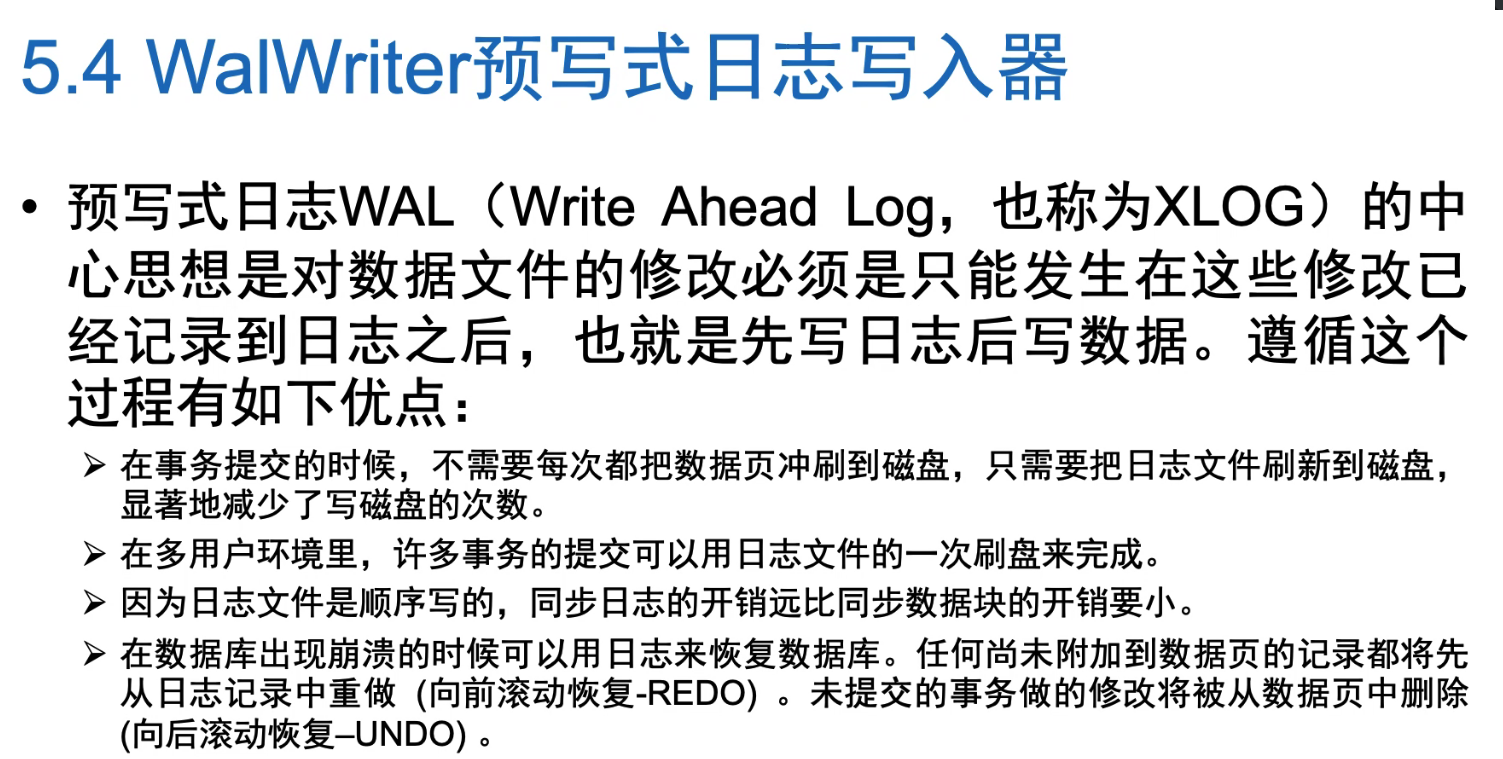 5.4 WalWriter预写式日志写入器
• 预写式日志WAL（Write Ahead Log，也称为XLOG）的中
心思想是对数据文件的修改必须是只能发生在这些修改已
经记录到日志之后，也就是先写日志后写数据。遵循这个
过程有如下优点：
➢ 在事务提交的时候，不需要每次都把数据页冲刷到磁盘，只需要把日志文件刷新到磁盘，
显著地减少了写磁盘的次数。
➢ 在多用户环境里，许多事务的提交可以用日志文件的一次刷盘来完成。
➢ 因为日志文件是顺序写的，同步日志的开销远比同步数据块的开销要小。
➢ 在数据库出现崩溃的时候可以用日志来恢复数据库。任何尚未附加到数据页的记录都将先
从日志记录中重做 (向前滚动恢复-REDO) 。未提交的事务做的修改将被从数据页中删除
(向后滚动恢复–UNDO) 。